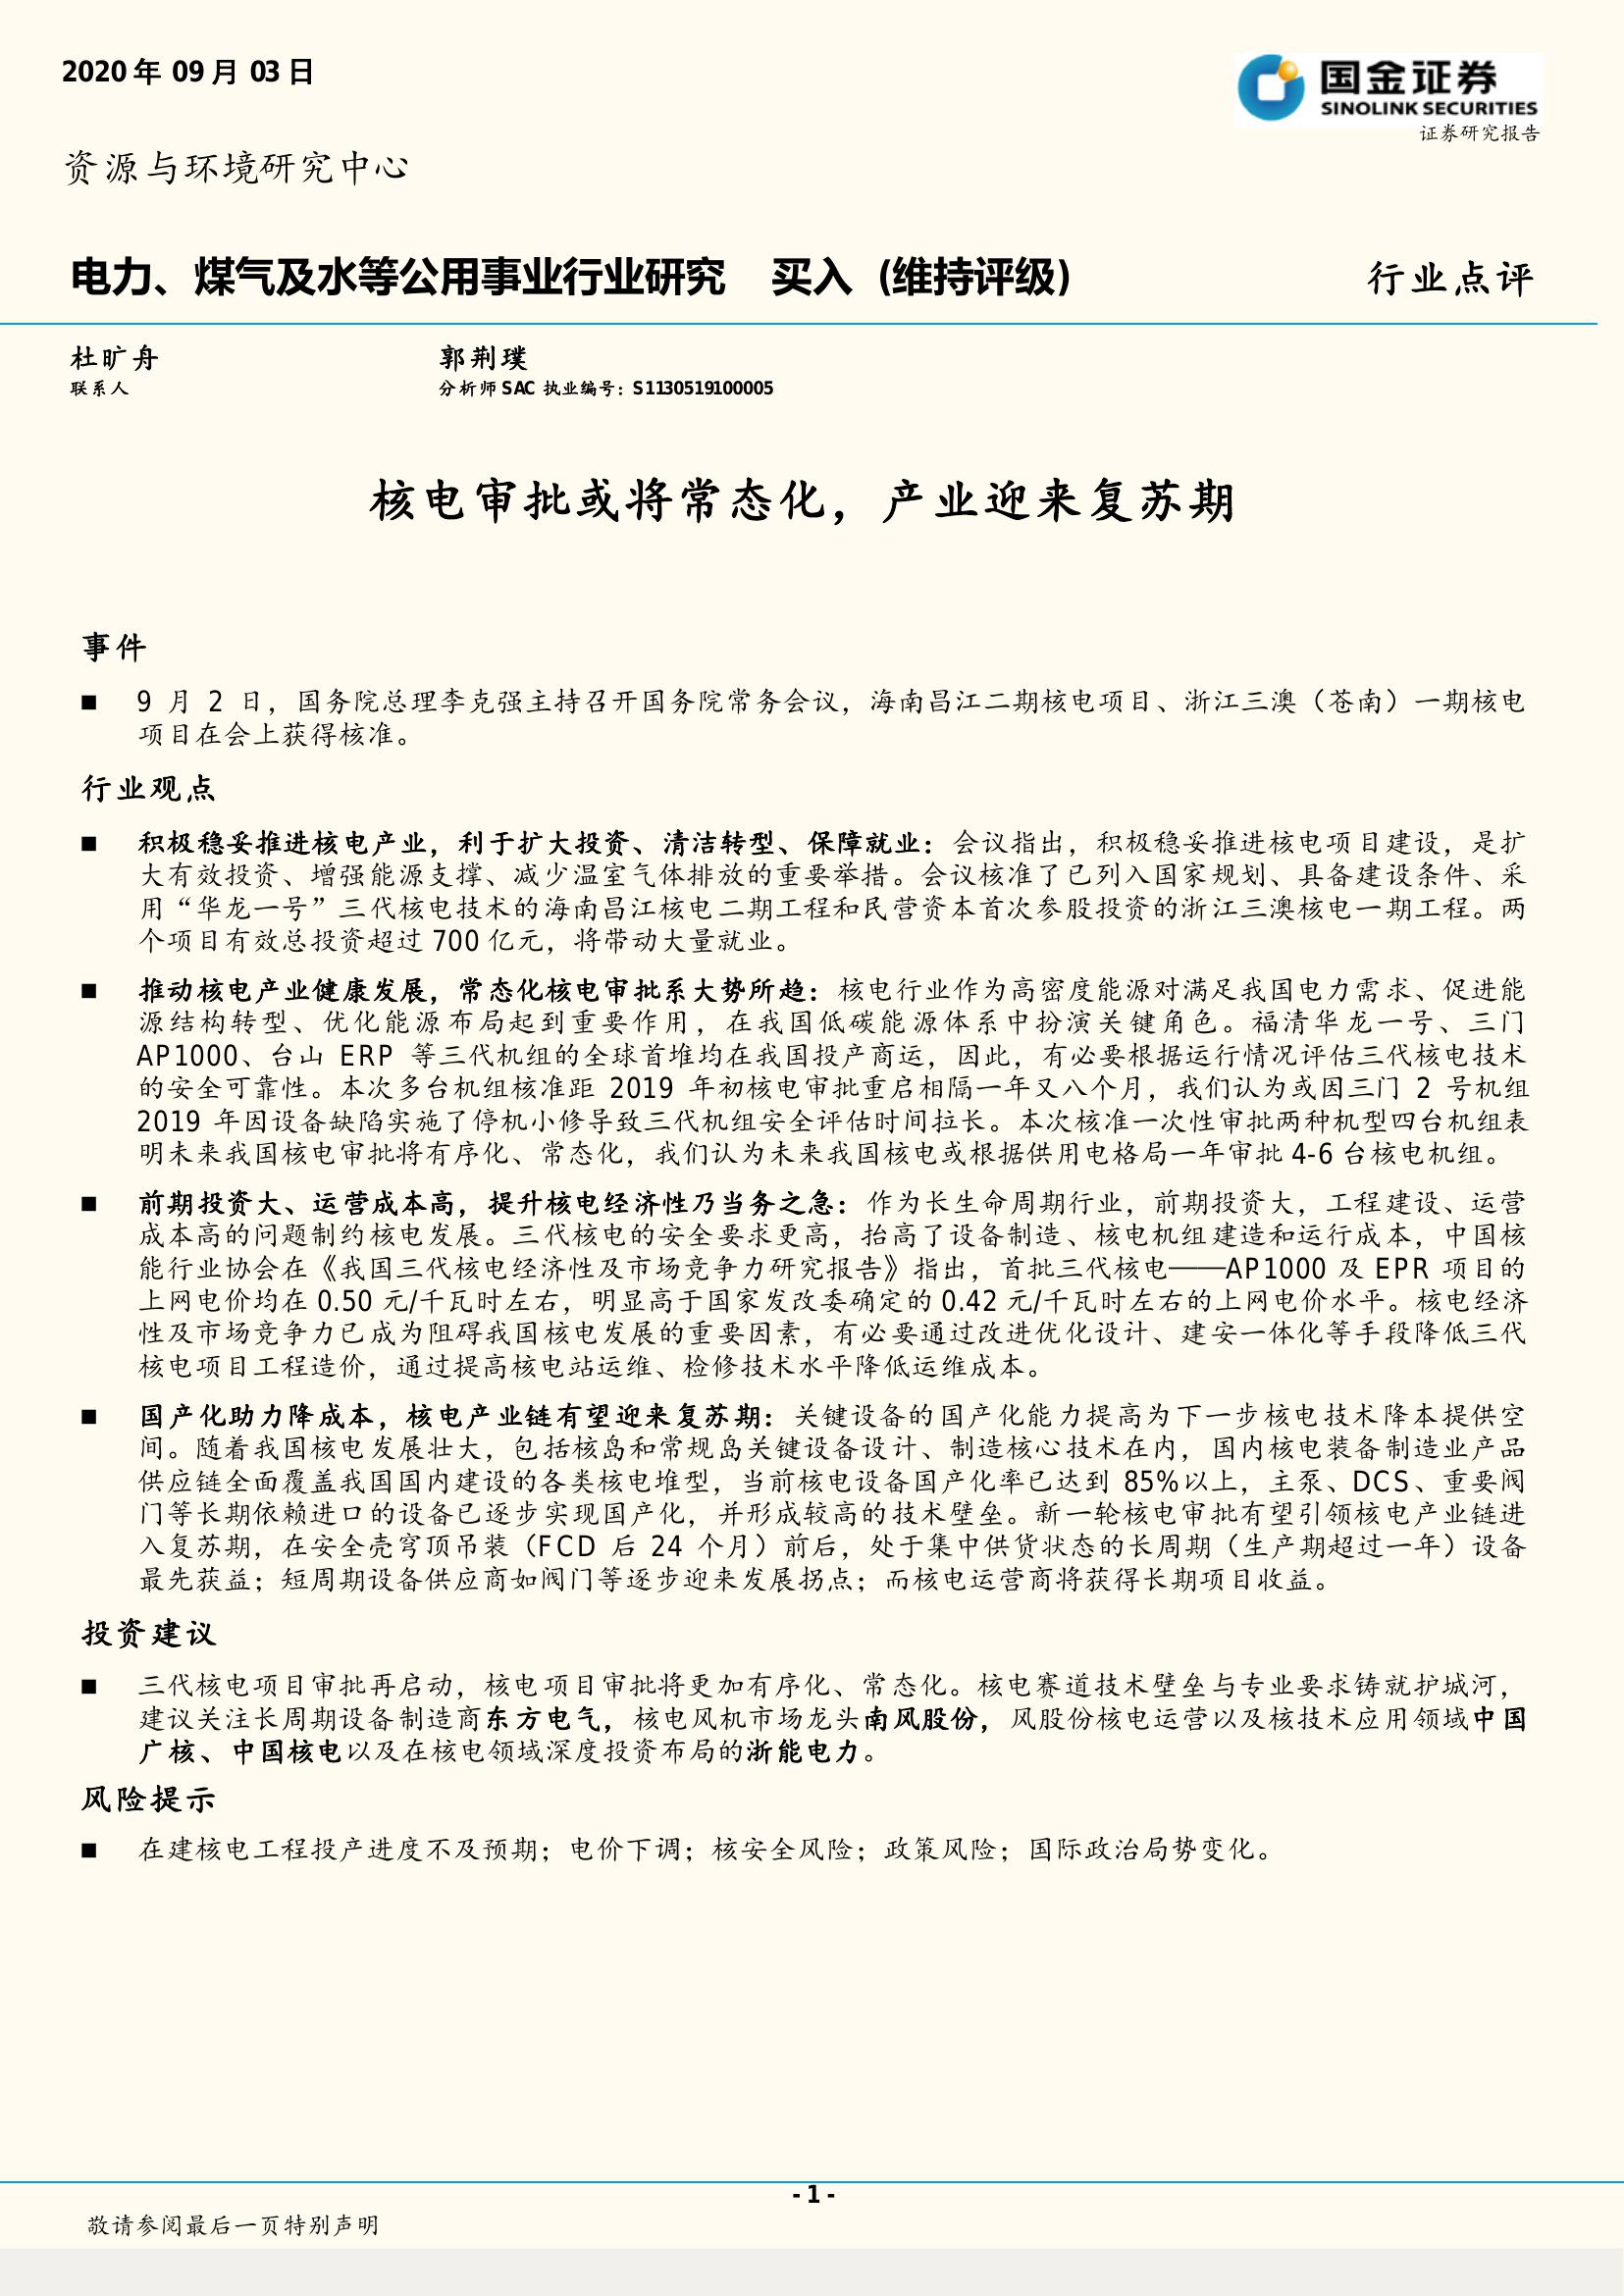 2020 年 09 月 03 日
国金证券
SINOLINK SECURITIES
证券研究报告
资源与环境研究中心
电力、煤气及水等公用事业行业研究 买入 (维持评级) 行业点评
杜旷舟 郭荆璞
联系人 分析师 SAC 执业编号：S1130519100005
核电审批或将常态化，产业迎来复苏期
事件
■ 9 月 2 日，国务院总理李克强主持召开国务院常务会议，海南昌江二期核电项目、浙江三澳（苍南）一期核电
项目在会上获得核准。
行业观点
■ 积极稳妥推进核电产业，利于扩大投资、清洁转型、保障就业：会议指出，积极稳妥推进核电项目建设，是扩
大有效投资、增强能源支撑、减少温室气体排放的重要举措。会议核准了已列入国家规划、具备建设条件、采
用“华龙一号”三代核电技术的海南昌江核电二期工程和民营资本首次参股投资的浙江三澳核电一期工程。两
个项目有效总投资超过 700 亿元，将带动大量就业。
■ 推动核电产业健康发展，常态化核电审批系大势所趋：核电行业作为高密度能源对满足我国电力需求、促进能
源结构转型、优化能源布局起到重要作用，在我国低碳能源体系中扮演关键角色。福清华龙一号、三门
AP1000、台山 ERP 等三代机组的全球首堆均在我国投产商运，因此，有必要根据运行情况评估三代核电技术
的安全可靠性。本次多台机组核准距 2019 年初核电审批重启相隔一年又八个月，我们认为或因三门 2 号机组
2019 年因设备缺陷实施了停机小修导致三代机组安全评估时间拉长。本次核准一次性审批两种机型四台机组表
明未来我国核电审批将有序化、常态化，我们认为未来我国核电或根据供用电格局一年审批 4-6 台核电机组。
■ 前期投资大、运营成本高，提升核电经济性乃当务之急：作为长生命周期行业，前期投资大，工程建设、运营
成本高的问题制约核电发展。三代核电的安全要求更高，抬高了设备制造、核电机组建造和运行成本，中国核
能行业协会在《我国三代核电经济性及市场竞争力研究报告》指出，首批三代核电——AP1000 及 EPR 项目的
上网电价均在 0.50 元/千瓦时左右，明显高于国家发改委确定的 0.42 元/千瓦时左右的上网电价水平。核电经济
性及市场竞争力已成为阻碍我国核电发展的重要因素，有必要通过改进优化设计、建安一体化等手段降低三代
核电项目工程造价，通过提高核电站运维、检修技术水平降低运维成本。
■ 国产化助力降成本，核电产业链有望迎来复苏期：关键设备的国产化能力提高为下一步核电技术降本提供空
间。随着我国核电发展壮大，包括核岛和常规岛关键设备设计、制造核心技术在内，国内核电装备制造业产品
供应链全面覆盖我国国内建设的各类核电堆型，当前核电设备国产化率已达到 85%以上，主泵、DCS、重要阀
门等长期依赖进口的设备已逐步实现国产化，并形成较高的技术壁垒。新一轮核电审批有望引领核电产业链进
入复苏期，在安全壳穹顶吊装（FCD 后 24 个月）前后，处于集中供货状态的长周期（生产期超过一年）设备
最先获益；短周期设备供应商如阀门等逐步迎来发展拐点；而核电运营商将获得长期项目收益。
投资建议
■ 三代核电项目审批再启动，核电项目审批将更加有序化、常态化。核电赛道技术壁垒与专业要求铸就护城河，
建议关注长周期设备制造商东方电气，核电风机市场龙头南风股份，风股份核电运营以及核技术应用领域中国
广核、中国核电以及在核电领域深度投资布局的浙能电力。
风险提示
■ 在建核电工程投产进度不及预期；电价下调；核安全风险；政策风险；国际政治局势变化。
- 1 -
敬请参阅最后一页特别声明